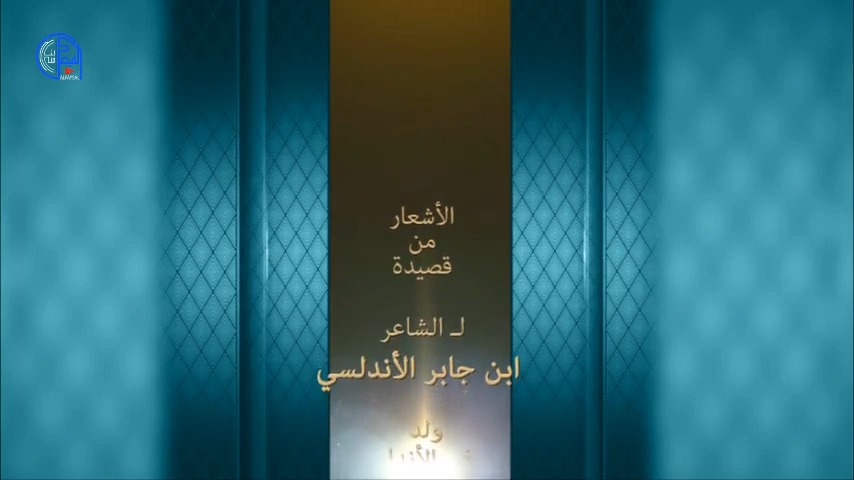 الأشعار
من
قصيدة
لـ الشاعر
ابن جابر الأندلسي
ولد